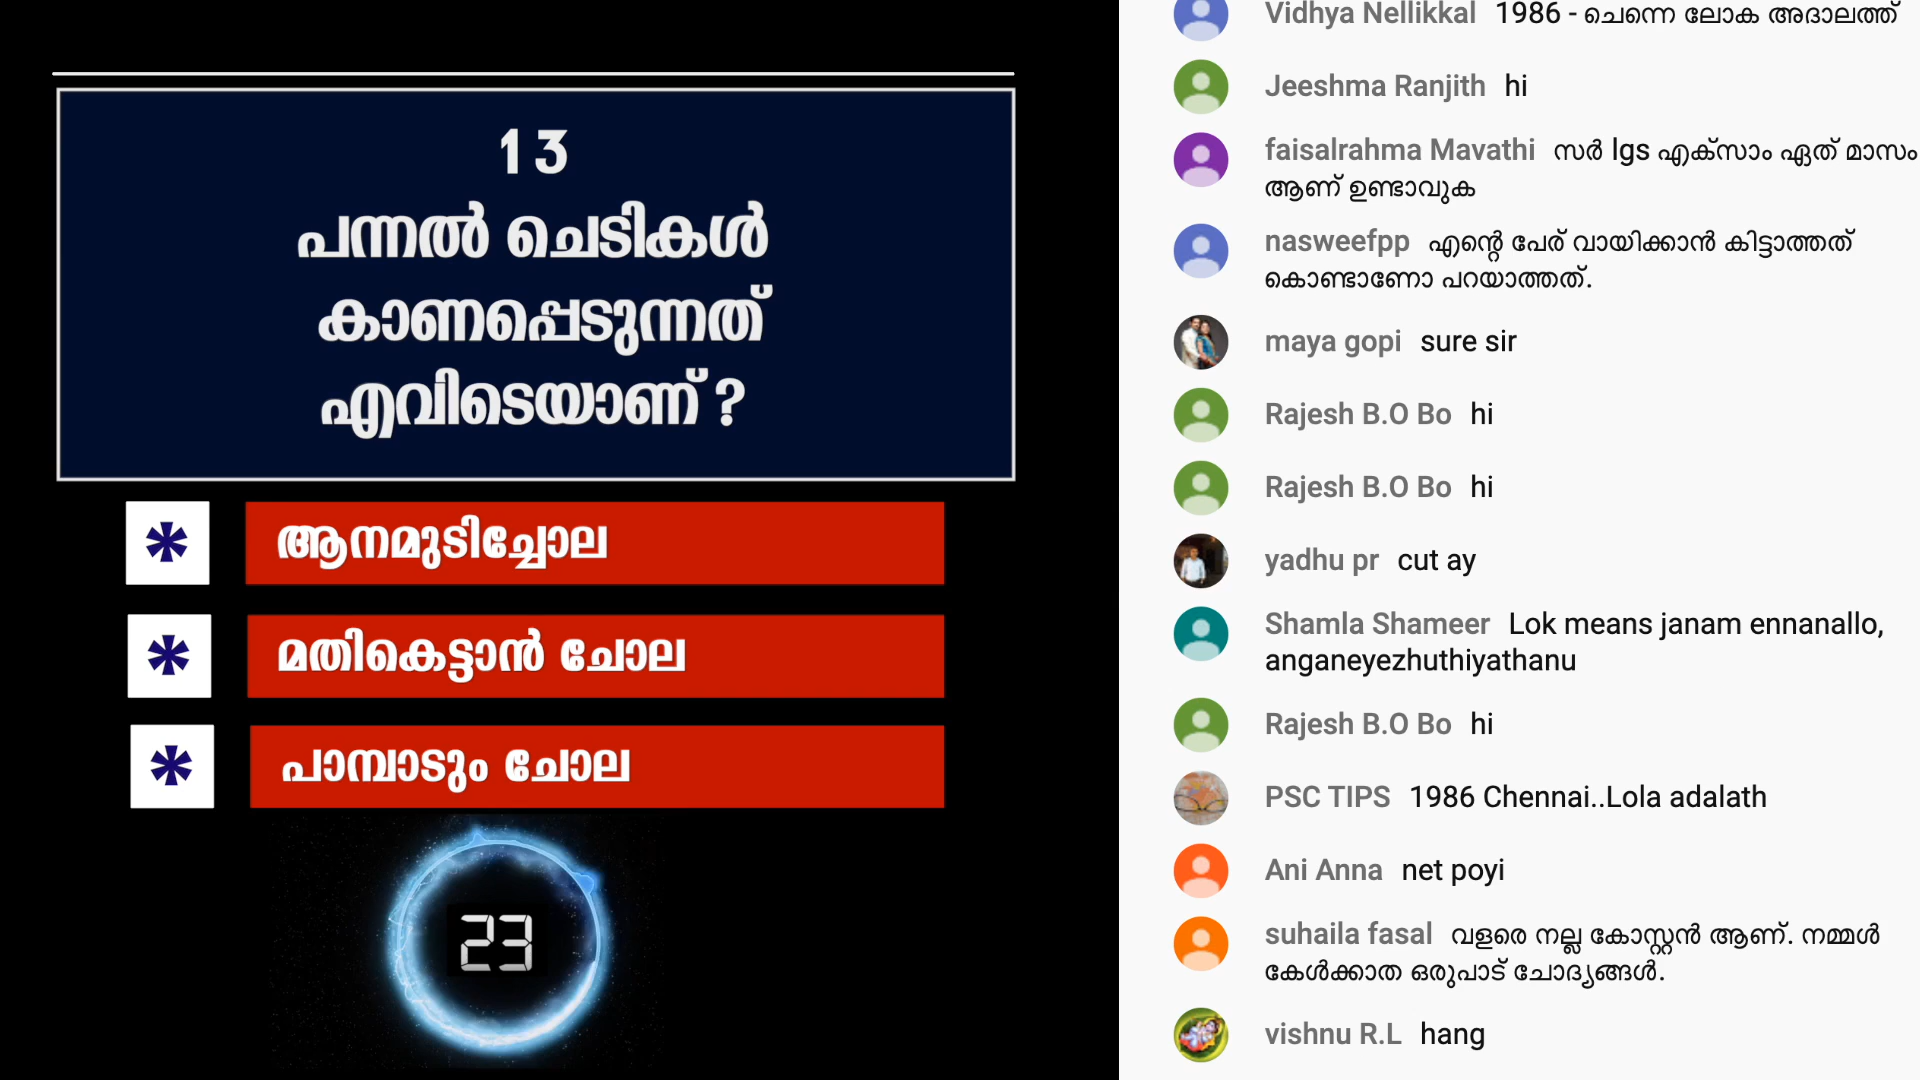 13
പന്നൽ ചെടികൾ
കാണപ്പെടുന്നത്
എവിടെയാണ് ?
* ആനമുടിച്ചോല
* മതികെട്ടാൻ ചോല
* പാമ്പാടും ചോല
23
Vidhya Nellikkal 1986 - ചെന്നെ ലോക അദാലത്ത്
Jeeshma Ranjith hi
faisalrahma Mavathi സർ lgs എക്സാം ഏത് മാസം
ആണ് ഉണ്ടാവുക
nasweefpp എന്റെ പേര് വായിക്കാൻ കിട്ടാത്തത്
കൊണ്ടാണോ പറയാത്തത്.
maya gopi sure sir
Rajesh B.O Bo hi
Rajesh B.O Bo hi
yadhu pr cut ay
Shamla Shameer Lok means janam ennanallo,
anganeyezhuthiyathanu
Rajesh B.O Bo hi
PSC TIPS 1986 Chennai..Lola adalath
Ani Anna net poyi
suhaila fasal വളരെ നല്ല കോസ്റ്റൻ ആണ്. നമ്മൾ
കേൾക്കാത ഒരുപാട് ചോദ്യങ്ങൾ.
vishnu R.L hang